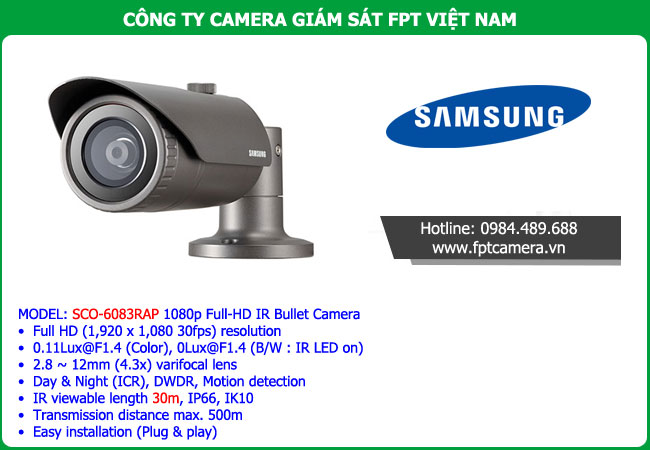 CÔNG TY CAMERA GIÁM SÁT FPT VIỆT NAM
SAMSUNG
SAMSUNG
Hotline: 0984.489.688
www.fptcamera.vn
MODEL: SCO-6083RAP 1080p Full-HD IR Bullet Camera
• Full HD (1,920 x 1,080 30fps) resolution
• 0.11Lux@F1.4 (Color), 0Lux@F1.4 (B/W : IR LED on)
• 2.8 ~ 12mm (4.3x) varifocal lens
• Day & Night (ICR), DWDR, Motion detection
• IR viewable length 30m, IP66, IK10
• Transmission distance max. 500m
• Easy installation (Plug & play)